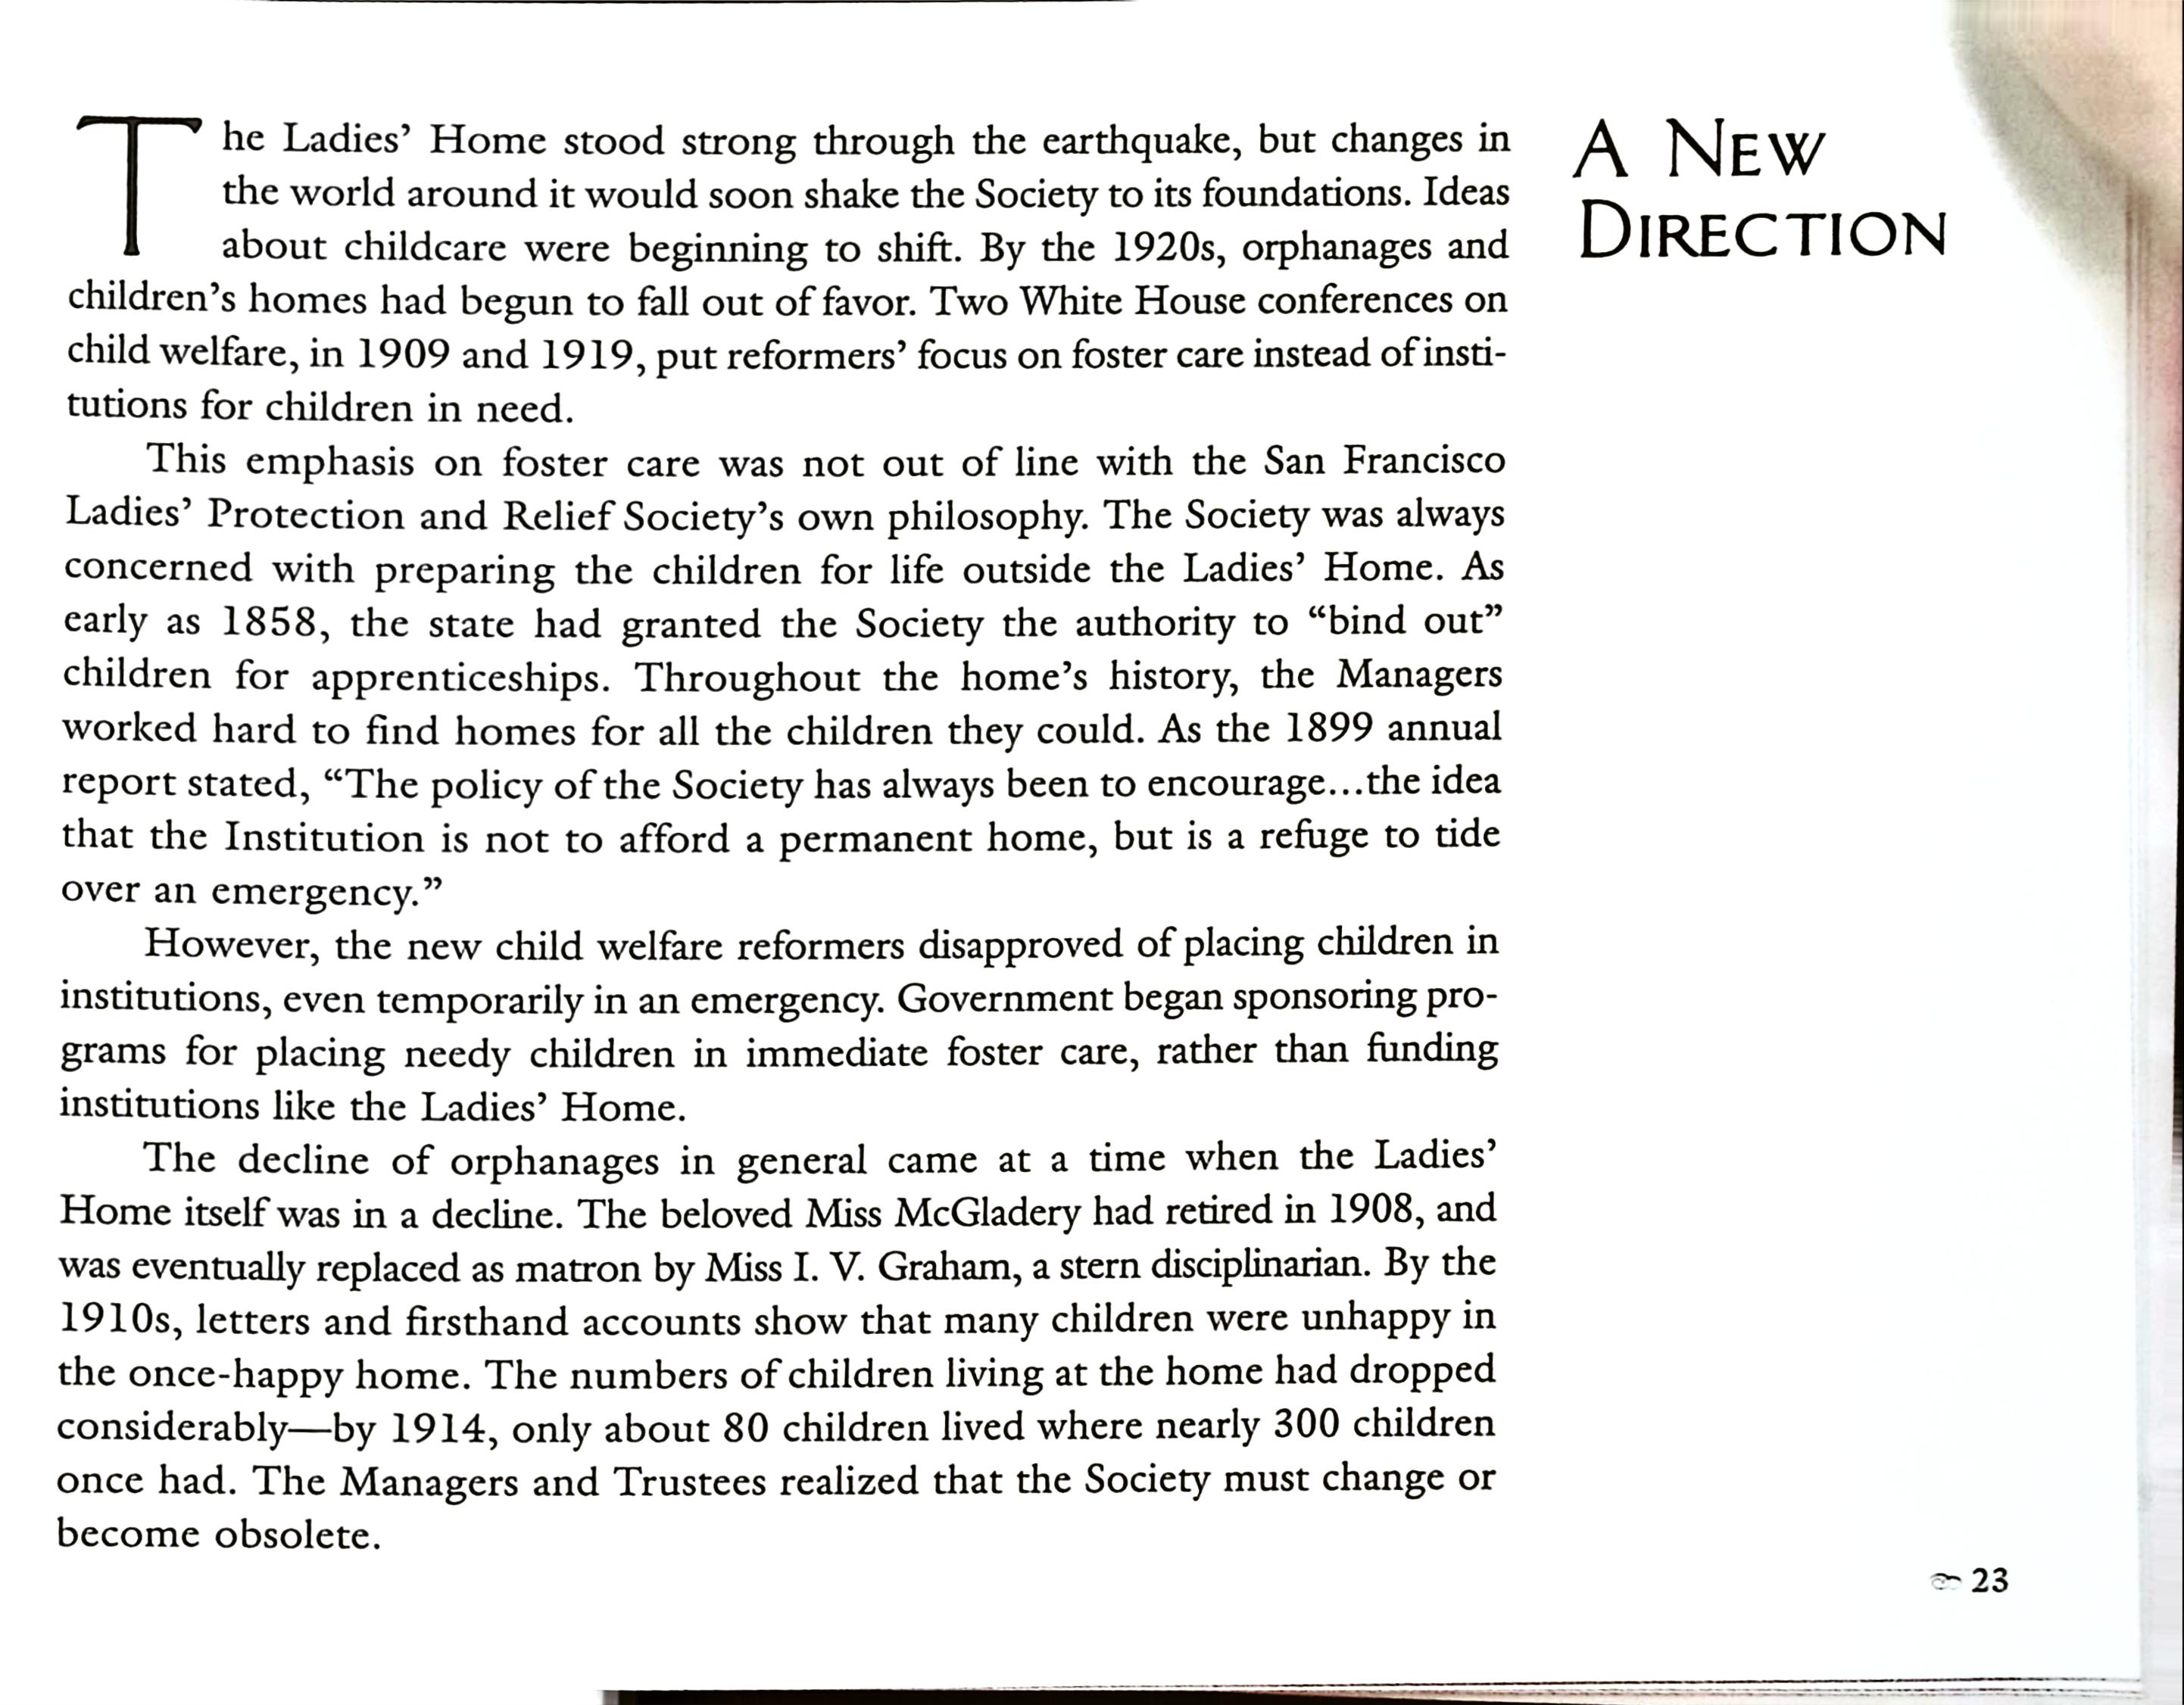 A NEW
DIRECTION
The Ladies’ Home stood strong through the earthquake, but changes in
the world around it would soon shake the Society to its foundations. Ideas
about childcare were beginning to shift. By the 1920s, orphanages and
children’s homes had begun to fall out of favor. Two White House conferences on
child welfare, in 1909 and 1919, put reformers’ focus on foster care instead of insti-
tutions for children in need.
This emphasis on foster care was not out of line with the San Francisco
Ladies’ Protection and Relief Society’s own philosophy. The Society was always
concerned with preparing the children for life outside the Ladies’ Home. As
early as 1858, the state had granted the Society the authority to “bind out”
children for apprenticeships. Throughout the home’s history, the Managers
worked hard to find homes for all the children they could. As the 1899 annual
report stated, “The policy of the Society has always been to encourage...the idea
that the Institution is not to afford a permanent home, but is a refuge to tide
over an emergency.”
However, the new child welfare reformers disapproved of placing children in
institutions, even temporarily in an emergency. Government began sponsoring pro-
grams for placing needy children in immediate foster care, rather than funding
institutions like the Ladies’ Home.
The decline of orphanages in general came at a time when the Ladies’
Home itself was in a decline. The beloved Miss McGladery had retired in 1908, and
was eventually replaced as matron by Miss I. V. Graham, a stern disciplinarian. By the
1910s, letters and firsthand accounts show that many children were unhappy in
the once-happy home. The numbers of children living at the home had dropped
considerably—by 1914, only about 80 children lived where nearly 300 children
once had. The Managers and Trustees realized that the Society must change or
become obsolete.
23